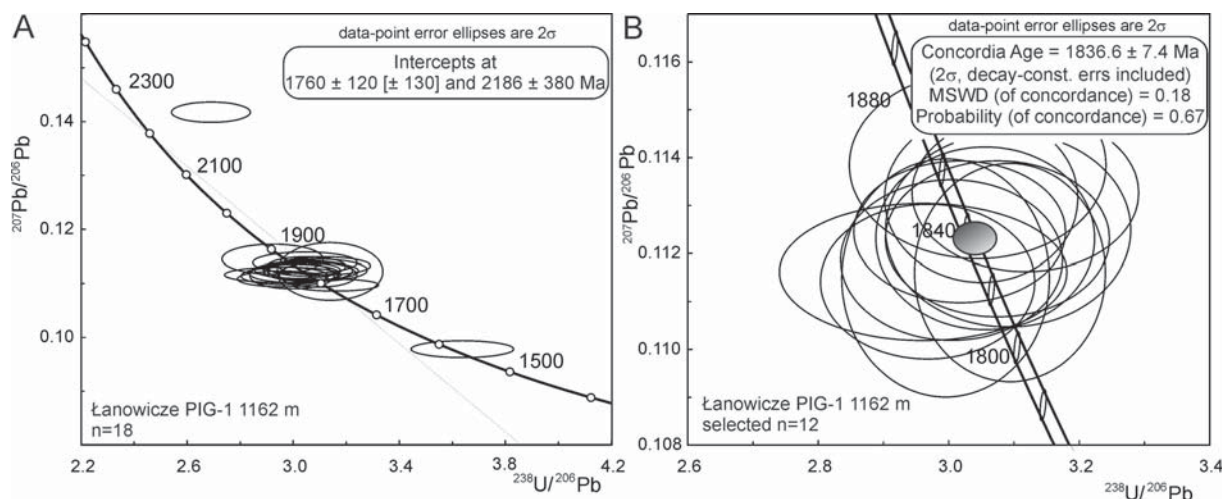 A
data-point error ellipses are 2σ
Intercepts at
1760 ± 120 [± 130] and 2186 ± 380 Ma
2300
2100
1900
1700
1500
0.14
0.12
0.10
207Pb/206Pb
Łanowicze PIG-1 1162 m
n=18
2.2
2.6
3.0
3.4
3.8
4.2
238U/206Pb
B
data-point error ellipses are 2σ
Concordia Age = 1836.6 ± 7.4 Ma
(2σ, decay-const. errs included)
MSWD (of concordance) = 0.18
Probability (of concordance) = 0.67
1880
1840
1800
0.116
0.114
0.112
0.110
0.108
207Pb/206 Pb
Łanowicze PIG-1 1162 m
selected n=12
2.6
2.8
3.0
3.2
3.4
238U/206Pb